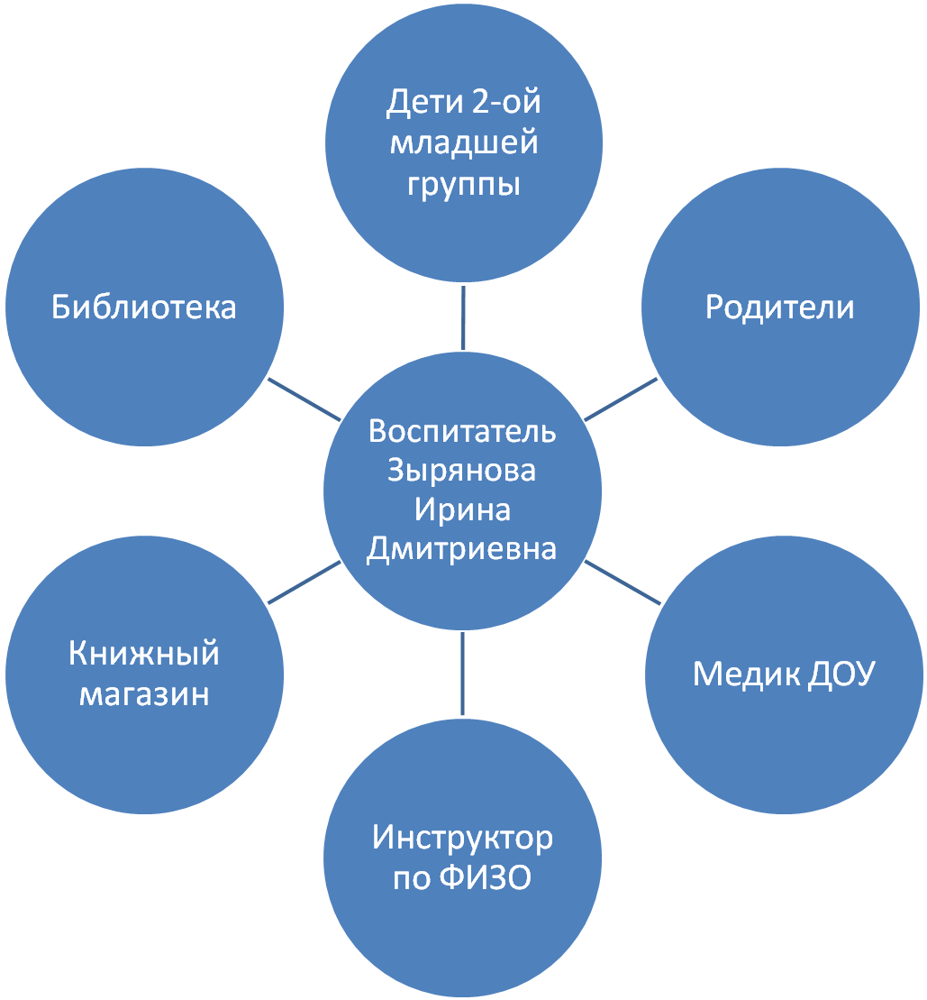 Дети 2-ой
младшей
группы
Библиотека
Родители
Воспитатель
Зырянова
Ирина
Дмитриевна
Книжный
магазин
Медик ДОУ
Инструктор
по ФИЗО